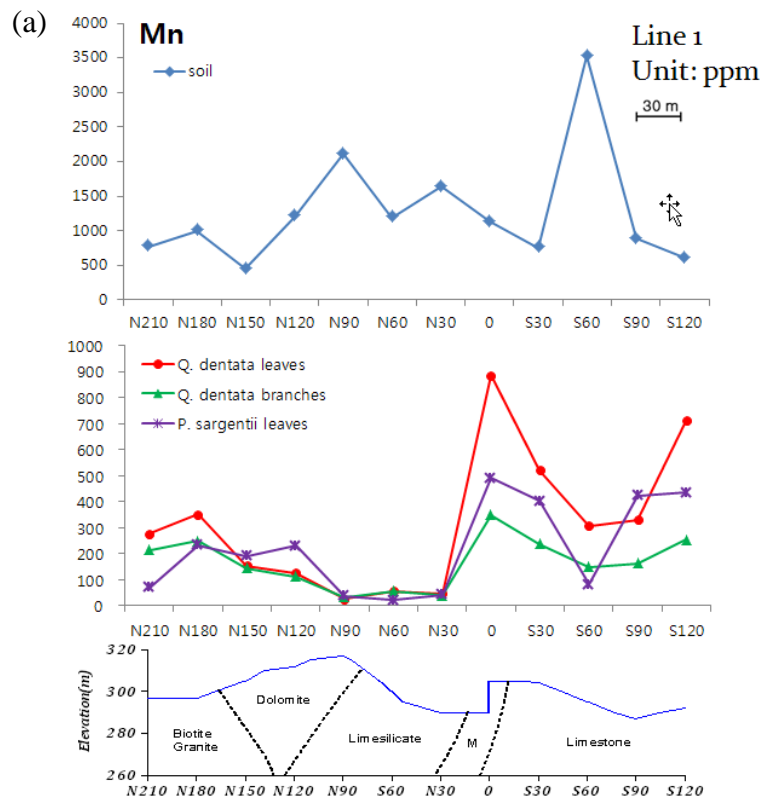 (a)
Mn
Line 1
Unit: ppm
soil
30 m
4000
3500
3000
2500
2000
1500
1000
500
0
N210 N180 N150 N120 N90 N60 N30 0 S30 S60 S90 S120
1000
900
800
700
600
500
400
300
200
100
0
Q. dentata leaves
Q. dentata branches
P. sargentii leaves
N210 N180 N150 N120 N90 N60 N30 0 S30 S60 S90 S120
Elevation(m)
320
300
280
260
Biotite
Granite
Dolomite
Limesilicate
M
Limestone
N210 N180 N150 N120 N90 S60 N30 0 S30 S60 S90 S120